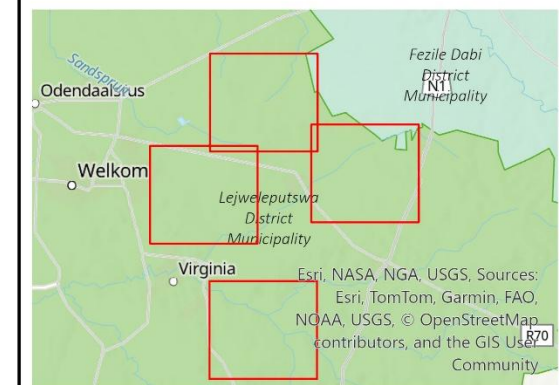 Sandspruit
Fezile Dabi
District
Municipality
N1
Odendaalsrus
Welkom
Lejweleputswa
District
Municipality
Virginia
Esri, NASA, NGA, USGS, Sources:
Esri, TomTom, Garmin, FAO,
NOAA, USGS, © OpenStreetMap
contributors, and the GIS User
Community
R70